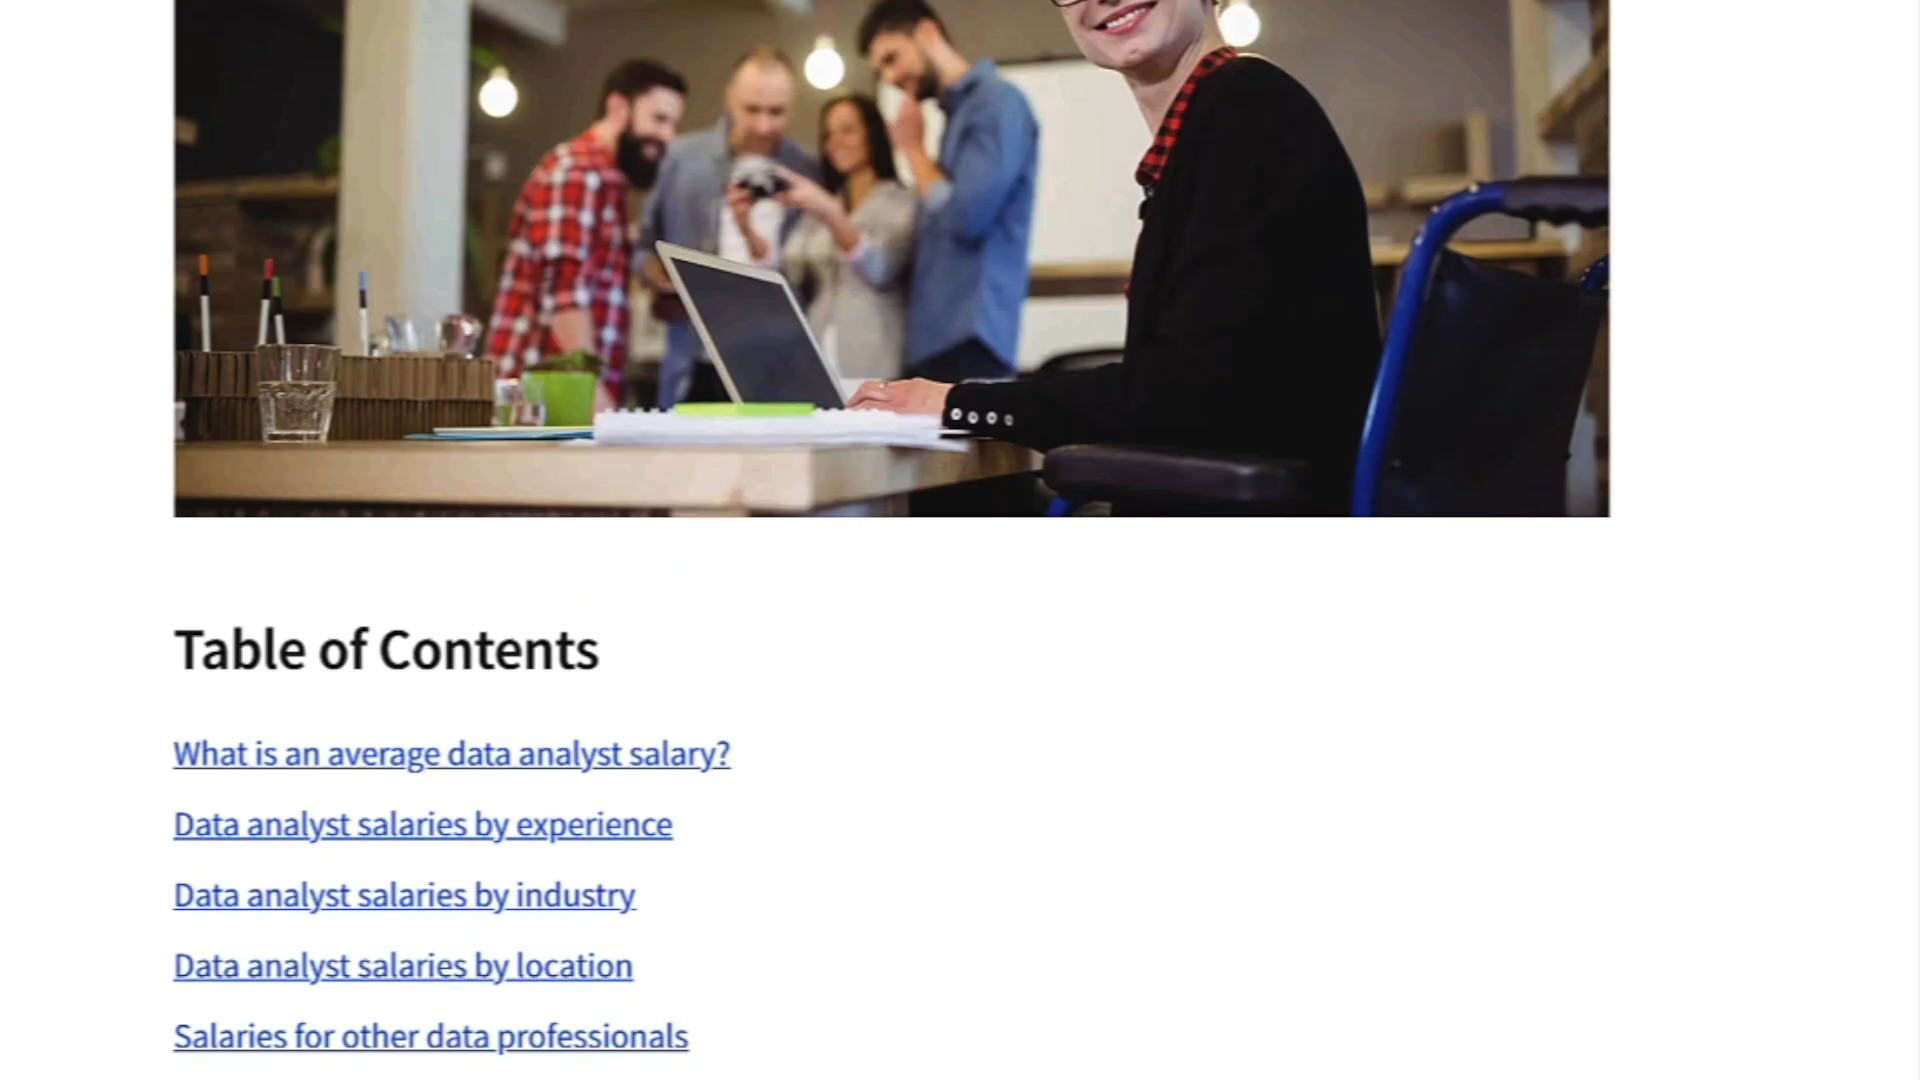 Table of Contents
What is an average data analyst salary?
Data analyst salaries by experience
Data analyst salaries by industry
Data analyst salaries by location
Salaries for other data professionals